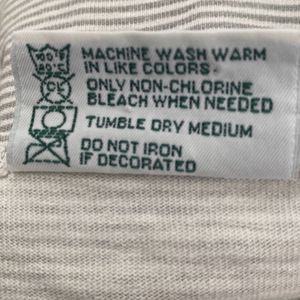 MACHINE WASH WARM
IN LIKE COLORS.
ONLY NON-CHLORINE
BLEACH WHEN NEEDED
TUMBLE DRY MEDIUM
DO NOT IRON
IF DECORATED